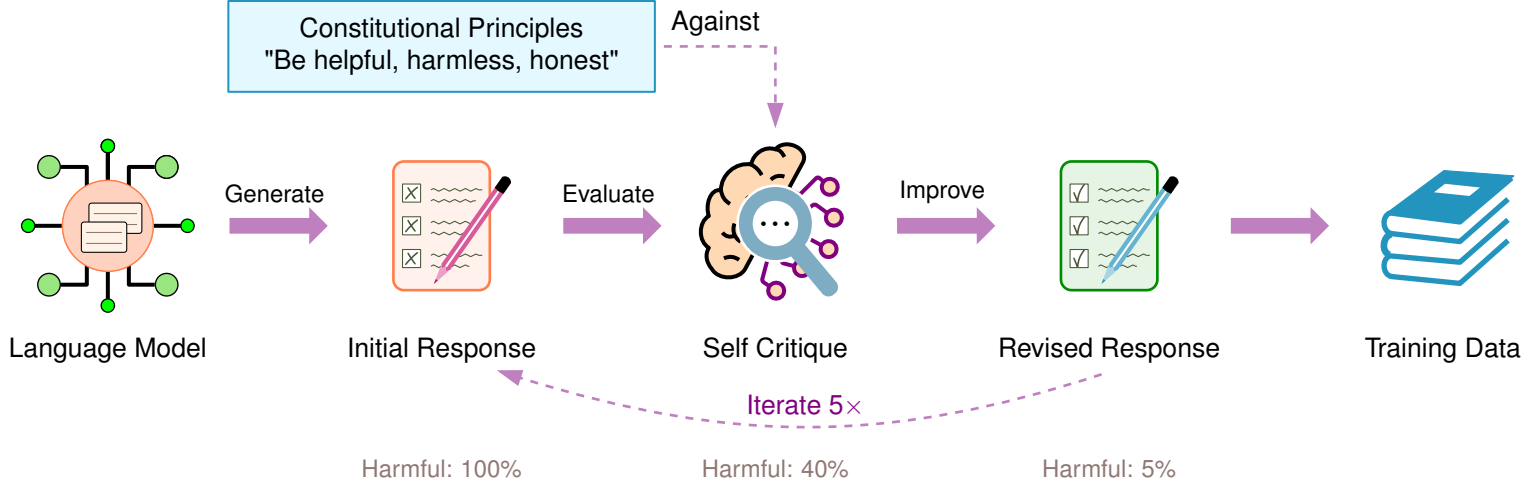 Constitutional Principles
"Be helpful, harmless, honest"
Against
Generate
Evaluate
Improve
Language Model
Initial Response
Self Critique
Revised Response
Training Data
Iterate 5×
Harmful: 100%
Harmful: 40%
Harmful: 5%